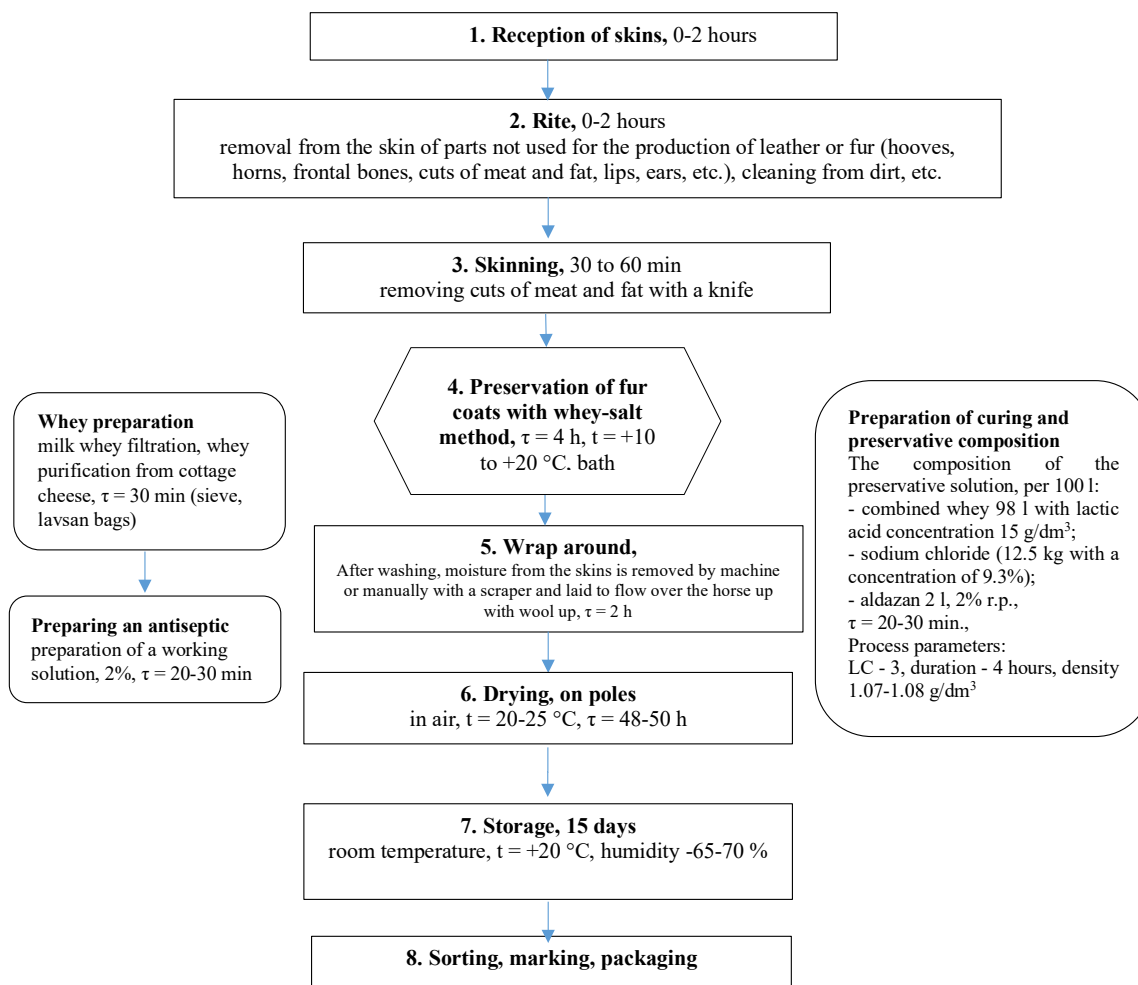 1. Reception of skins, 0-2 hours
2. Rite, 0-2 hours
removal from the skin of parts not used for the production of leather or fur (hooves,
horns, frontal bones, cuts of meat and fat, lips, ears, etc.), cleaning from dirt, etc.
3. Skinning, 30 to 60 min
removing cuts of meat and fat with a knife
4. Preservation of fur
coats with whey-salt
method, τ = 4 h, t = +10
to +20 °C. bath
Whey preparation
milk whey filtration, whey
purification from cottage
cheese, τ = 30 min (sieve,
lavsan bags)
Preparing an antiseptic
preparation of a working
solution, 2%, τ = 20-30 min
Preparation of curing and
preservative composition
The composition of the
preservative solution, per 100 l:
- combined whey 98 l with lactic
acid concentration 15 g/dm³;
- sodium chloride (12.5 kg with a
concentration of 9.3%);
- aldazan 2 l, 2% r.p.,
τ = 20-30 min.,
Process parameters:
LC - 3, duration - 4 hours, density
1.07-1.08 g/dm³
5. Wrap around,
After washing, moisture from the skins is removed by machine
or manually with a scraper and laid to flow over the horse up
with wool up, τ = 2 h
6. Drying, on poles
in air, t = 20-25 °C, τ = 48-50 h
7. Storage, 15 days
room temperature, t = +20 °C, humidity -65-70 %
8. Sorting, marking, packaging